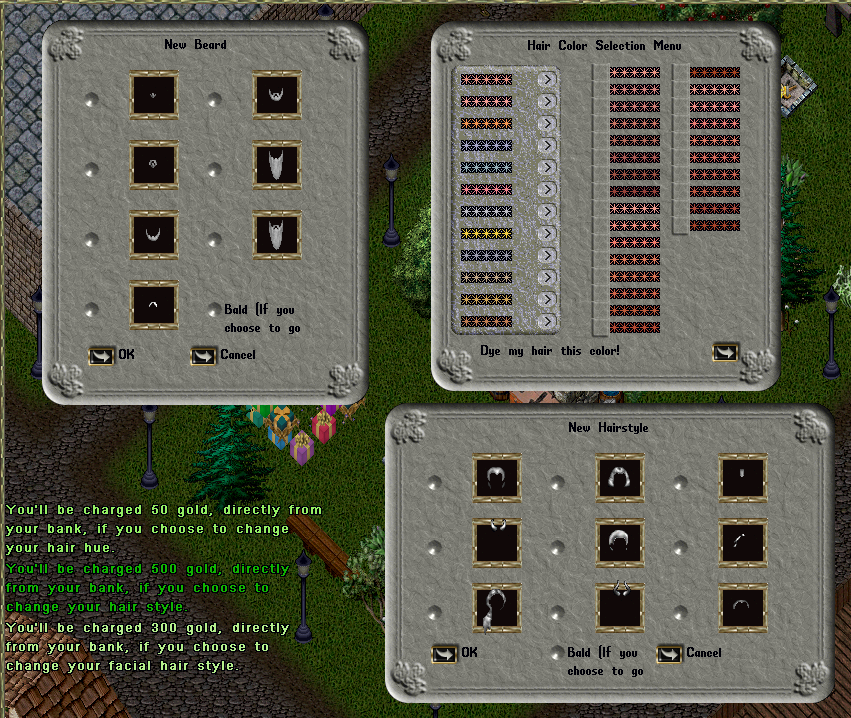 New Beard
Bald (If you
choose to go
OK
Cancel
Hair Color Selection Menu
Dye my hair this color!
New Hairstyle
OK
Bald (If you
choose to go
Cancel
You'll be charged 50 gold, directly from
your bank, if you choose to change
your hair hue.
You'll be charged 500 gold, directly
from your bank, if you choose to
change your hair style.
You'll be charged 300 gold, directly
from your bank, if you choose to
change your facial hair style.